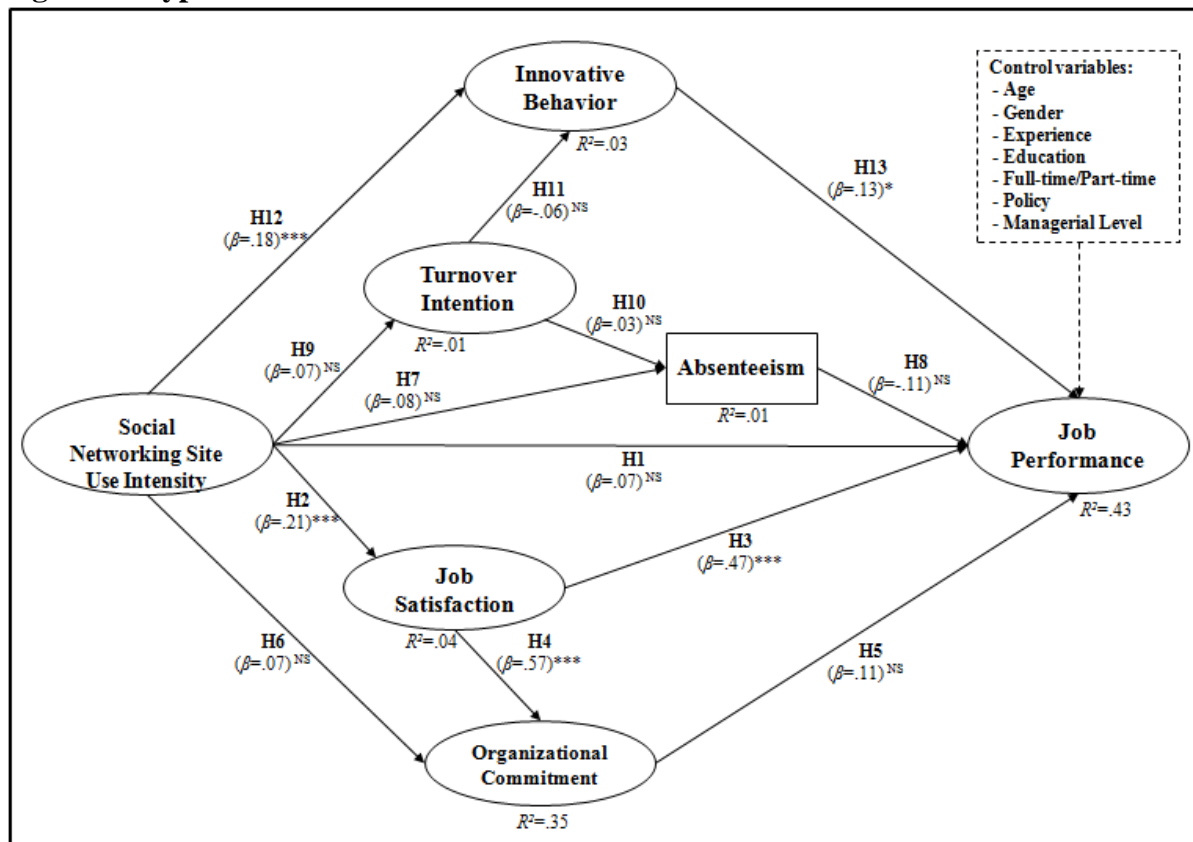 Innovative
Behavior
R²=.03
Control variables:
- Age
- Gender
- Experience
- Education
- Full-time/Part-time
- Policy
- Managerial Level
H13
(β=.13)*
H11
(β=-.06)NS
H12
(β=.18)***
Turnover
Intention
R²=.01
H10
(β=.03)NS
H9
(β=.07)NS
H7
(β=.08)NS
Absenteeism
R²=.01
H8
(β=-.11)NS
Social
Networking Site
Use Intensity
H1
(β=.07)NS
Job
Performance
R²=.43
H2
(β=.21)***
H3
(β=.47)***
Job
Satisfaction
R²=.04
H4
(β=.57)***
H6
(β=.07)NS
H5
(β=.11)NS
Organizational
Commitment
R²=.35